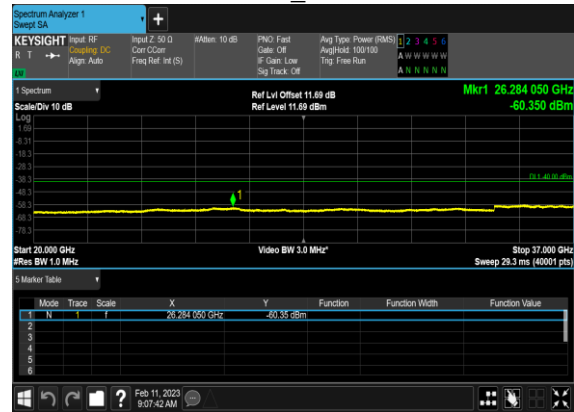 Spectrum Analyzer 1
Swept SA
+
KEYSIGHT Input: RF Input Z: 50 Ω #Atten: 10 dB PNO: Fast Avg Type: Power (RMS) 1 2 3 4 5 6
R T Coupling: DC Corr CCorr Gate: Off Avg|Hold: 100/100 A W W W W W
Align: Auto Freq Ref: Int (S) IF Gain: Low Trig: Free Run
Sig Track: Off A N N N N N
1 Spectrum Ref Lvl Offset 11.69 dB Mkr1 26.284 050 GHz
Scale/Div 10 dB Ref Level 11.69 dBm -60.350 dBm
Log
1.69
-8.31
-18.3
-28.3
DL1 -40.00 dBm
-38.3
-48.3
1
-58.3
-68.3
-78.3
Start 20.000 GHz Video BW 3.0 MHz* Stop 37.000 GHz
#Res BW 1.0 MHz Sweep 29.3 ms (40001 pts)
5 Marker Table
Mode Trace Scale X Y Function Function Width Function Value
1 N 1 f 26.284 050 GHz -60.35 dBm
2
3
4
5
6
? Feb 11, 2023
9:07:42 AM